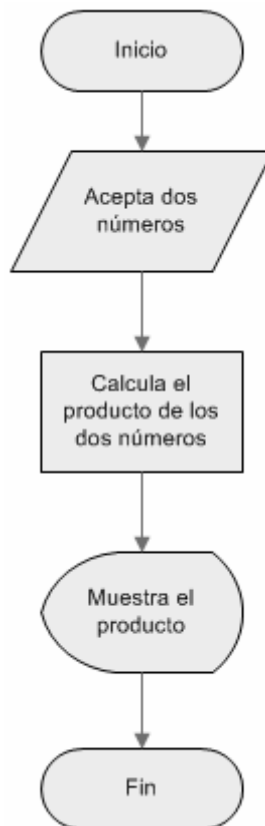 Inicio
Acepta dos
números
Calcula el
producto de los
dos números
Muestra el
producto
Fin